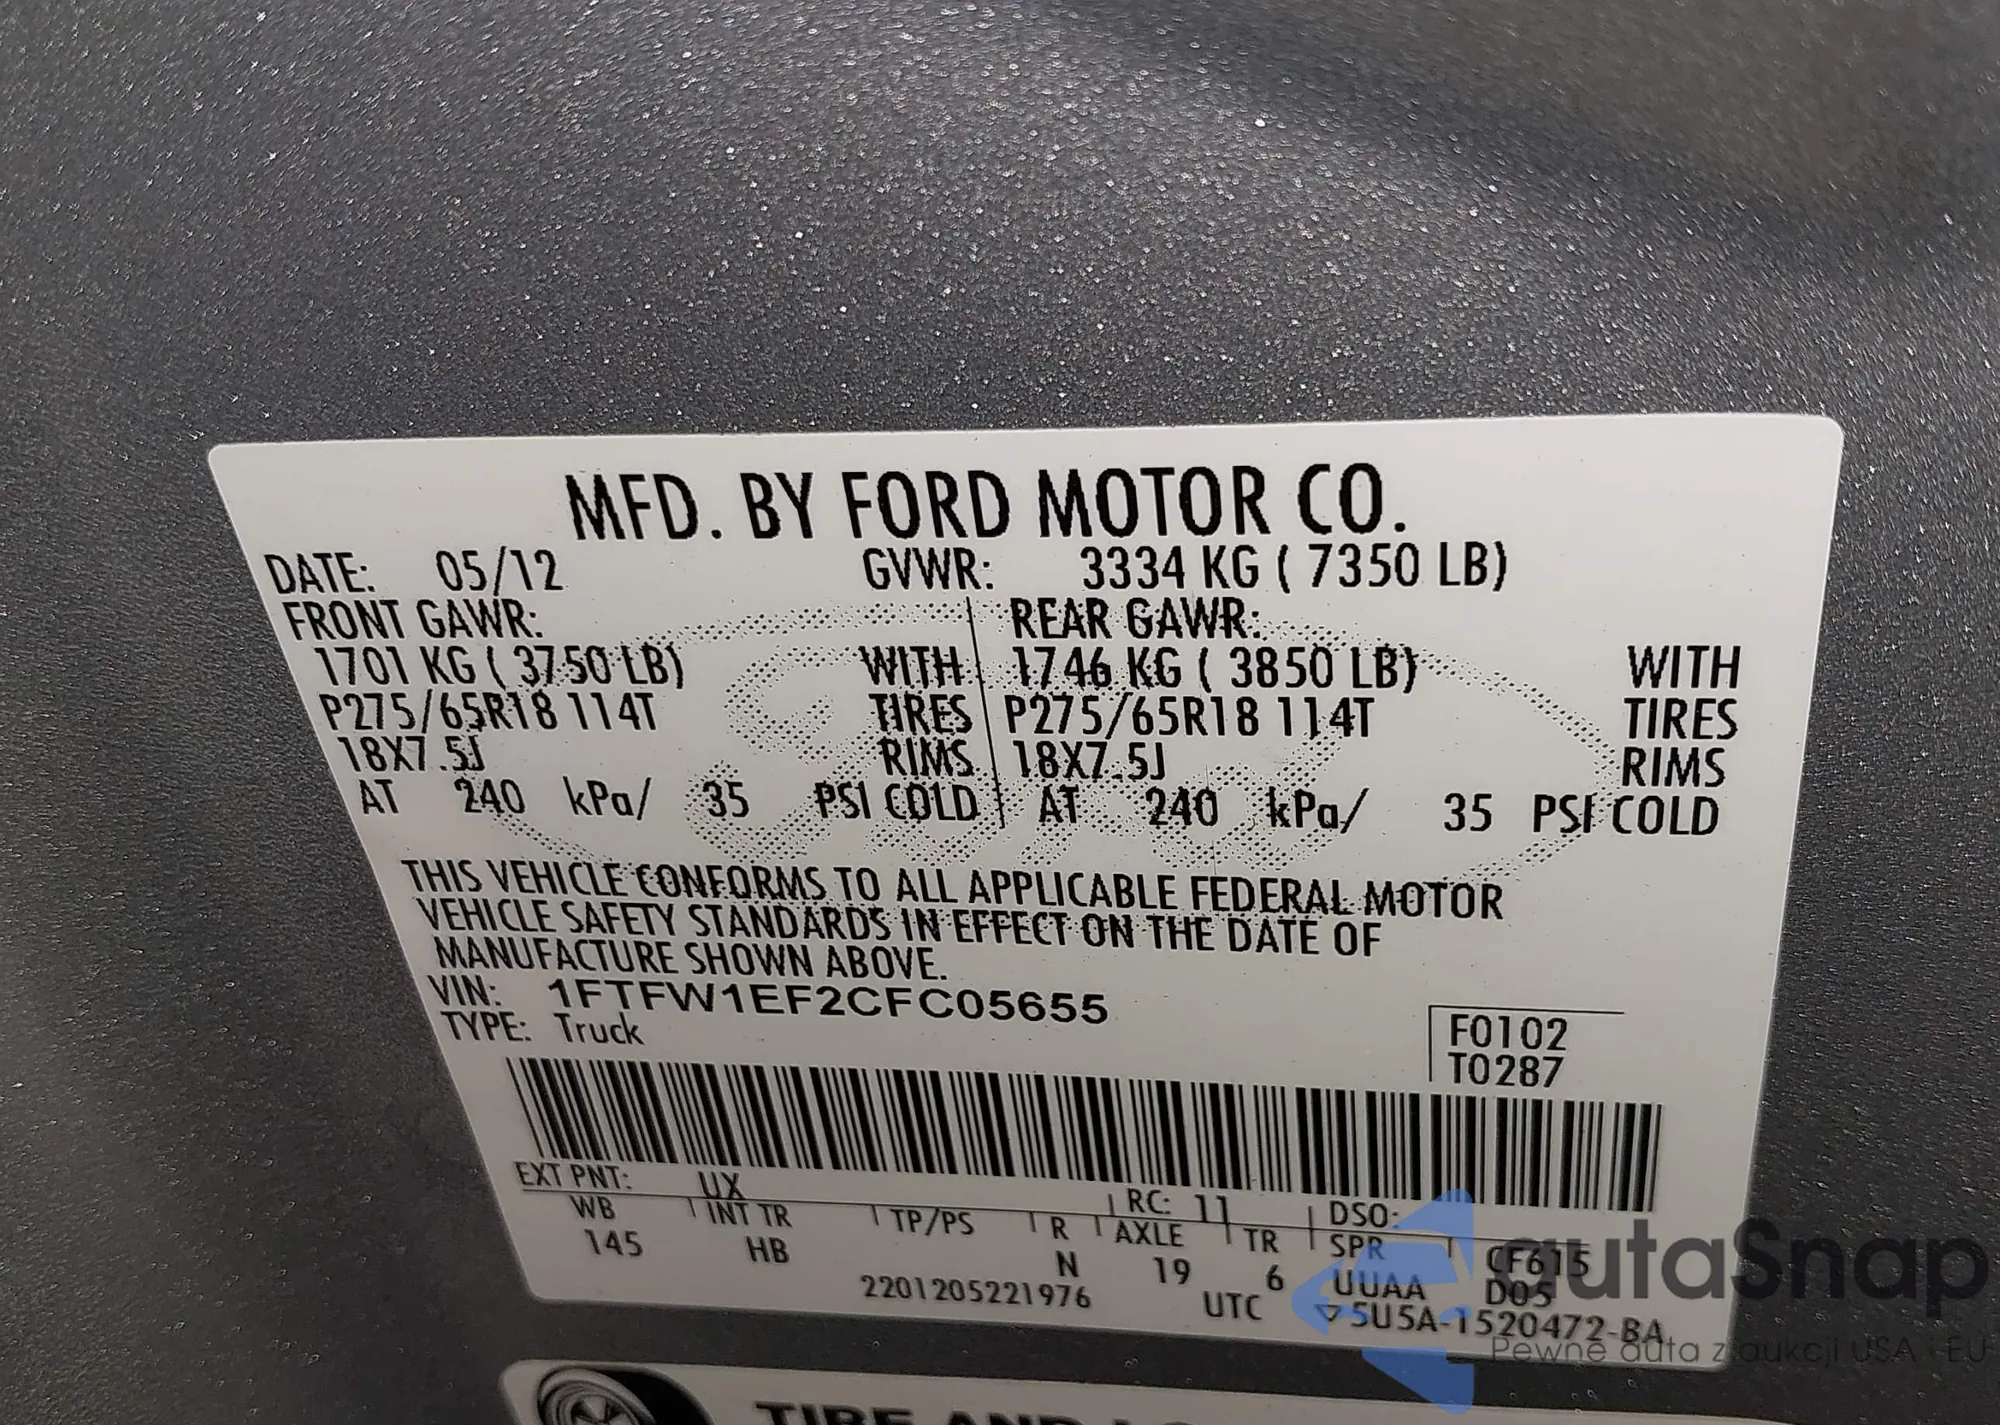 MFD. BY FORD MOTOR CO.
DATE: 05/12 GVWR: 3334 KG ( 7350 LB)
FRONT GAWR: REAR GAWR:
1701 KG ( 3750 LB) WITH 1746 KG ( 3850 LB) WITH
P275/65R18 114T TIRES P275/65R18 114T TIRES
18X7.5J RIMS 18X7.5J RIMS
AT 240 kPa/ 35 PSI COLD AT 240 kPa/ 35 PSI COLD
THIS VEHICLE CONFORMS TO ALL APPLICABLE FEDERAL MOTOR
VEHICLE SAFETY STANDARDS IN EFFECT ON THE DATE OF
MANUFACTURE SHOWN ABOVE.
VIN: 1FTFW1EF2CFC05655
TYPE: Truck
F0102
T0287
EXT PNT: UX RC: 11 DSO:
WB INT TR TP/PS R AXLE TR SPR CF615
145 HB N 19 6 UUAA D05
2201205221976 UTC 5U5A-1520472-BA
autaSnap
Pewne auta z aukcji USA i EU
TIRE AND